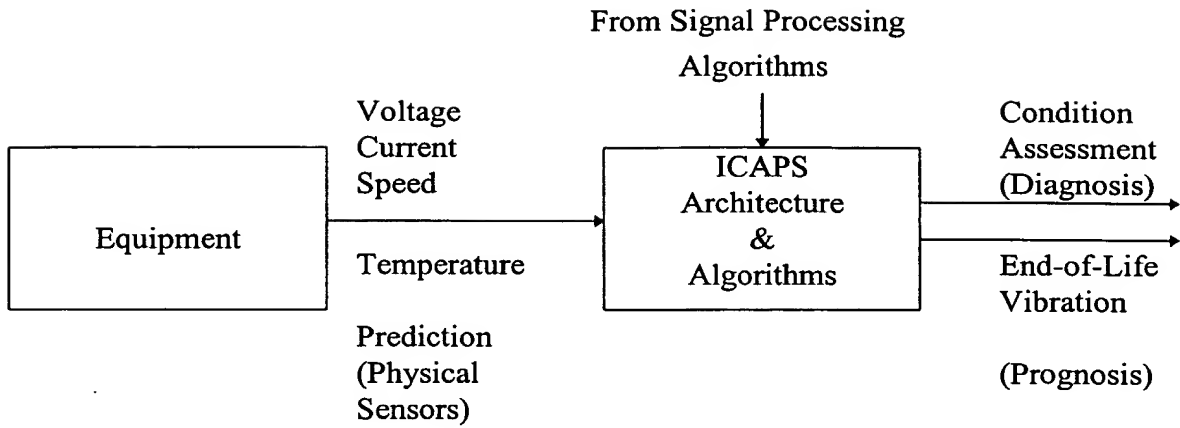 From Signal Processing
Algorithms
Voltage
Current
Speed
Temperature
Prediction
(Physical
Sensors)
Equipment
ICAPS
Architecture
&
Algorithms
Condition
Assessment
(Diagnosis)
End-of-Life
Vibration
(Prognosis)